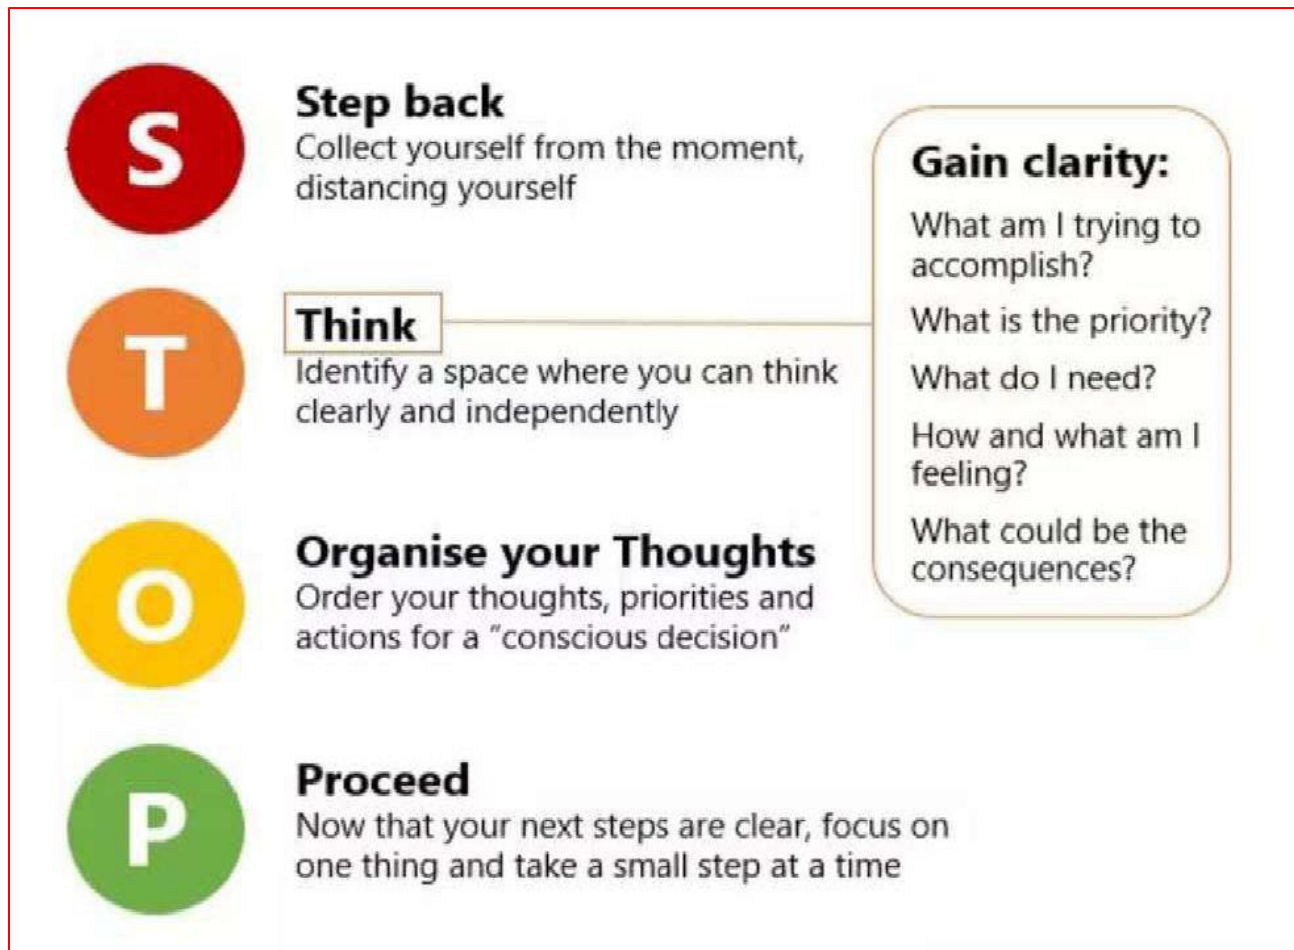 S
Step back
Collect yourself from the moment,
distancing yourself
T
Think
Identify a space where you can think
clearly and independently
Gain clarity:
What am I trying to
accomplish?
What is the priority?
What do I need?
How and what am I
feeling?
What could be the
consequences?
O
Organise your Thoughts
Order your thoughts, priorities and
actions for a "conscious decision"
P
Proceed
Now that your next steps are clear, focus on
one thing and take a small step at a time